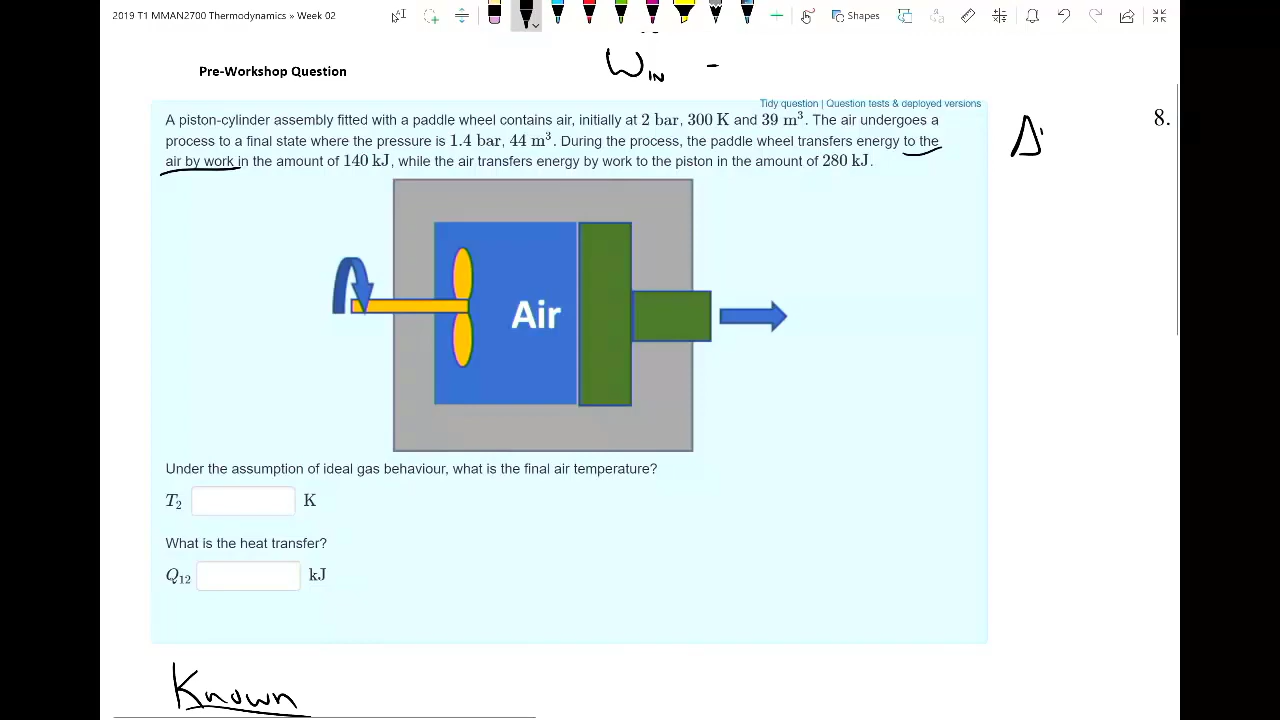 2019 T1 MMAN2700 Thermodynamics » Week 02
Shapes
W_IN =
Pre-Workshop Question
Tidy question | Question tests & deployed versions
A piston-cylinder assembly fitted with a paddle wheel contains air, initially at 2 bar, 300 K and 39 m³. The air undergoes a
process to a final state where the pressure is 1.4 bar, 44 m³. During the process, the paddle wheel transfers energy to the
air by work in the amount of 140 kJ, while the air transfers energy by work to the piston in the amount of 280 kJ.
Δ
8.
Air
Under the assumption of ideal gas behaviour, what is the final air temperature?
T₂ K
What is the heat transfer?
Q₁₂ kJ
Known